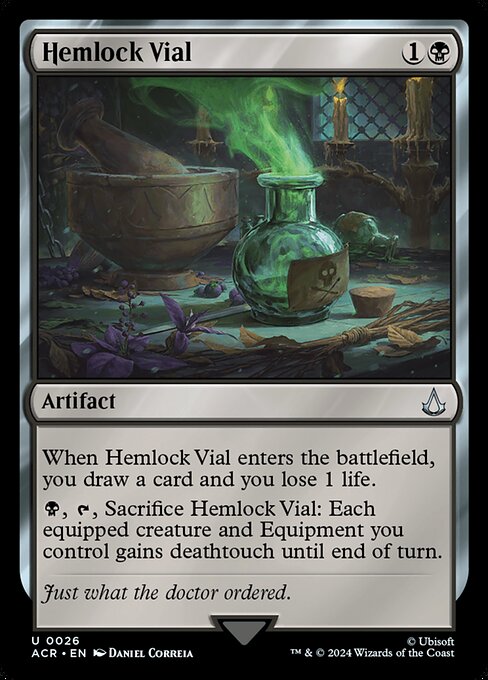 Hemlock Vial 1
Artifact
When Hemlock Vial enters the battlefield,
you draw a card and you lose 1 life.
, , Sacrifice Hemlock Vial: Each
equipped creature and Equipment you
control gains deathtouch until end of turn.
Just what the doctor ordered.
U 0026
ACR • EN Daniel Correia
© Ubisoft
™ & © 2024 Wizards of the Coast